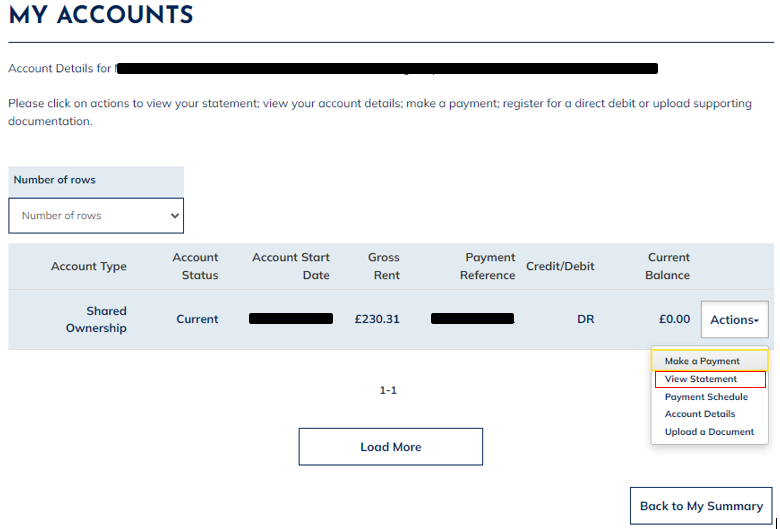 MY ACCOUNTS
Account Details for
Please click on actions to view your statement; view your account details; make a payment; register for a direct debit or upload supporting
documentation.
Number of rows
Number of rows
Account Type Account Status Account Start Date Gross Rent Payment Reference Credit/Debit Current Balance
Shared Ownership Current £230.31 DR £0.00 Actions
Make a Payment
View Statement
Payment Schedule
Account Details
Upload a Document
1-1
Load More
Back to My Summary